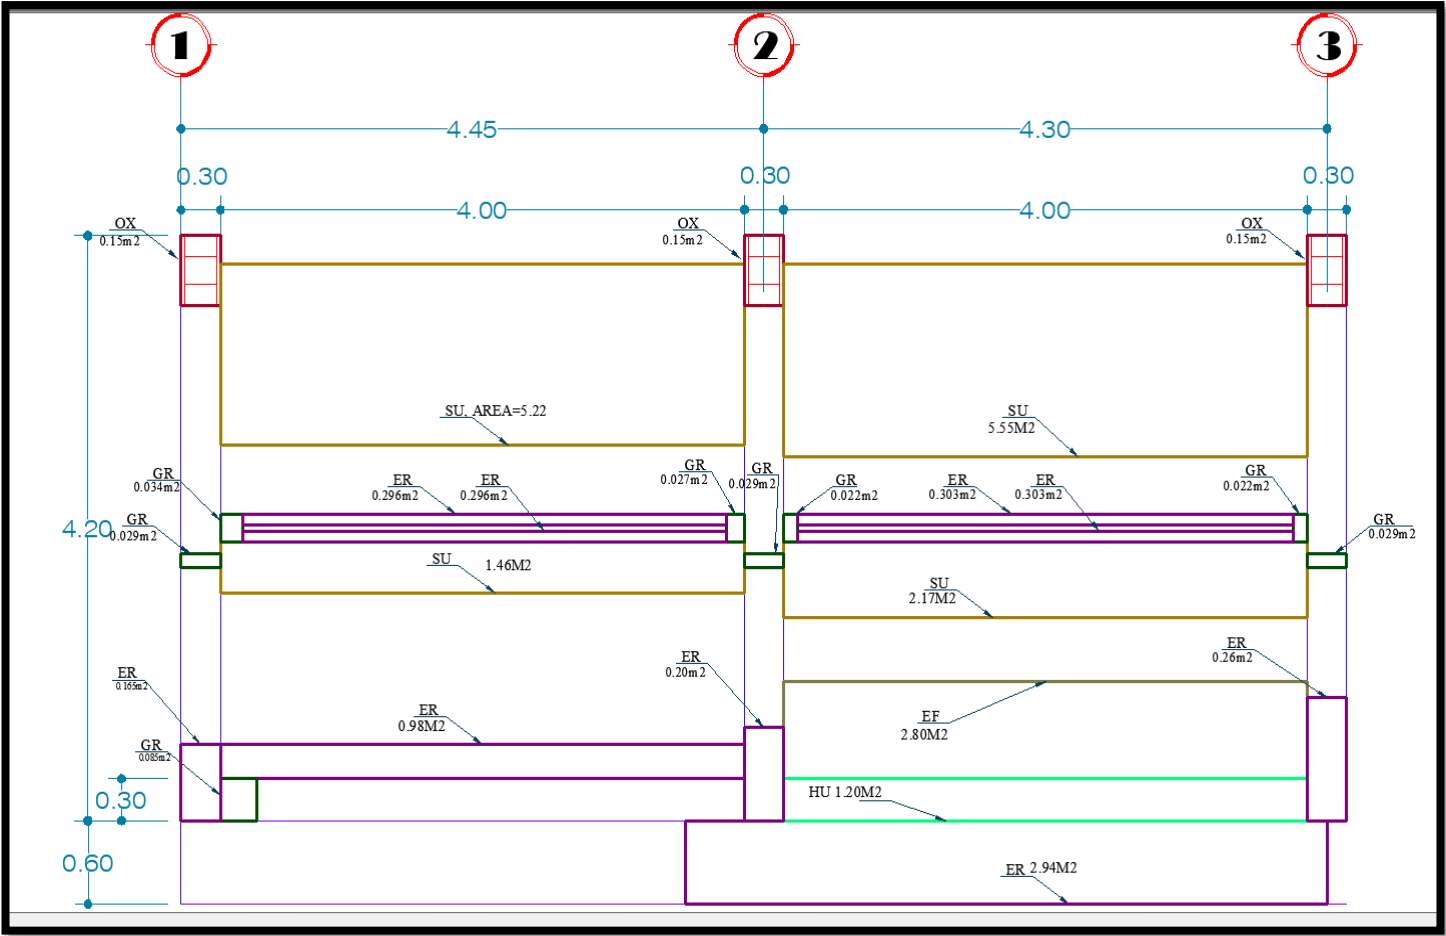 1 2 3
4.45 4.30
0.30 0.30 0.30
4.00 4.00
OX
0.15m2
OX
0.15m2
OX
0.15m2
SU, AREA=5.22
SU
5.55M2
GR
0.034m2
ER
0.296m2
ER
0.296m2
GR
0.027m2
GR
0.029m2
GR
0.022m2
ER
0.303m2
ER
0.303m2
GR
0.022m2
4.20
GR
0.029m2
GR
0.029m2
SU 1.46M2
SU
2.17M2
ER
0.20m2
ER
0.26m2
ER
0.165m2
ER
0.98M2
EF
2.80M2
GR
0.085m2
0.30
HU 1.20M2
0.60
ER 2.94M2